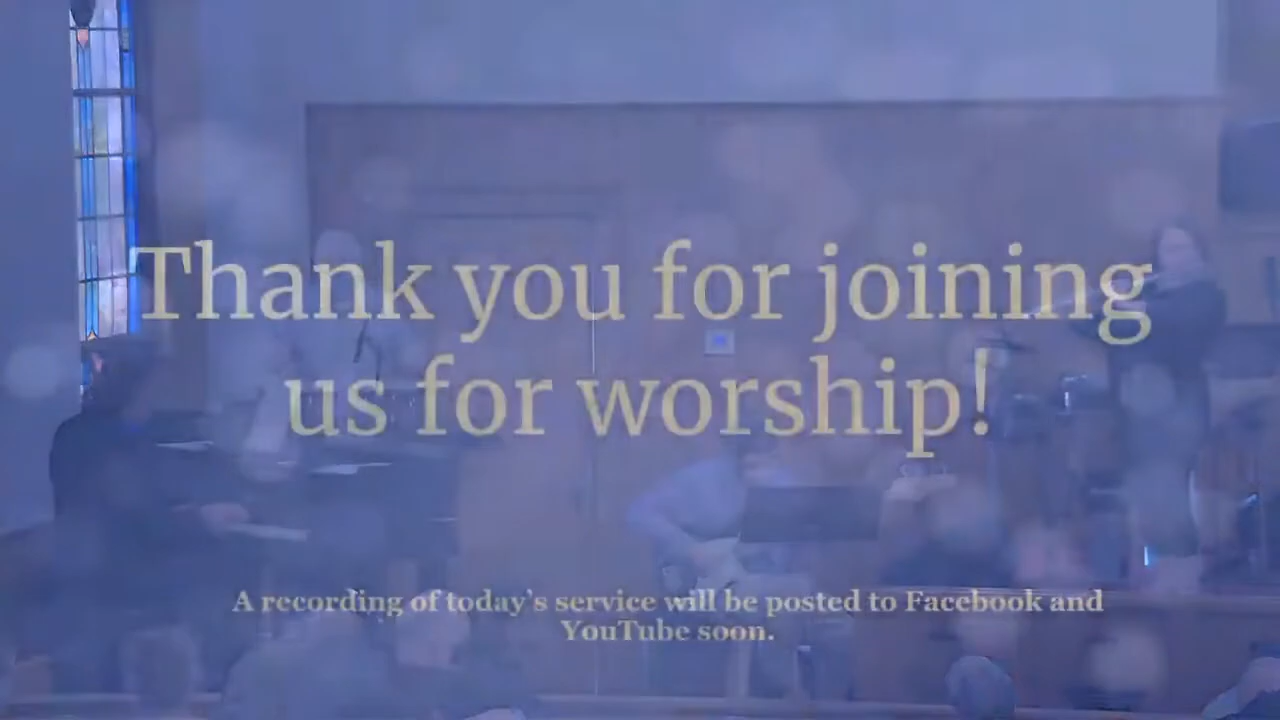 Thank you for joining
us for worship!
A recording of today's service will be posted to Facebook and
YouTube soon.